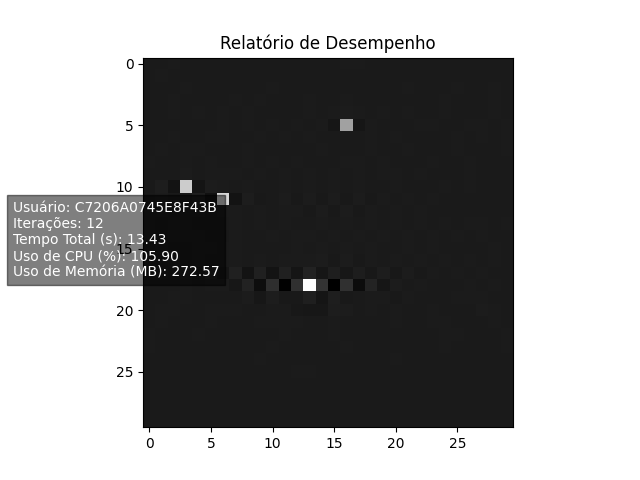 Relatório de Desempenho
0
5
10
15
20
25
Usuário: C7206A0745E8F43B
Iterações: 12
Tempo Total (s): 13.43
Uso de CPU (%): 105.90
Uso de Memória (MB): 272.57
0 5 10 15 20 25